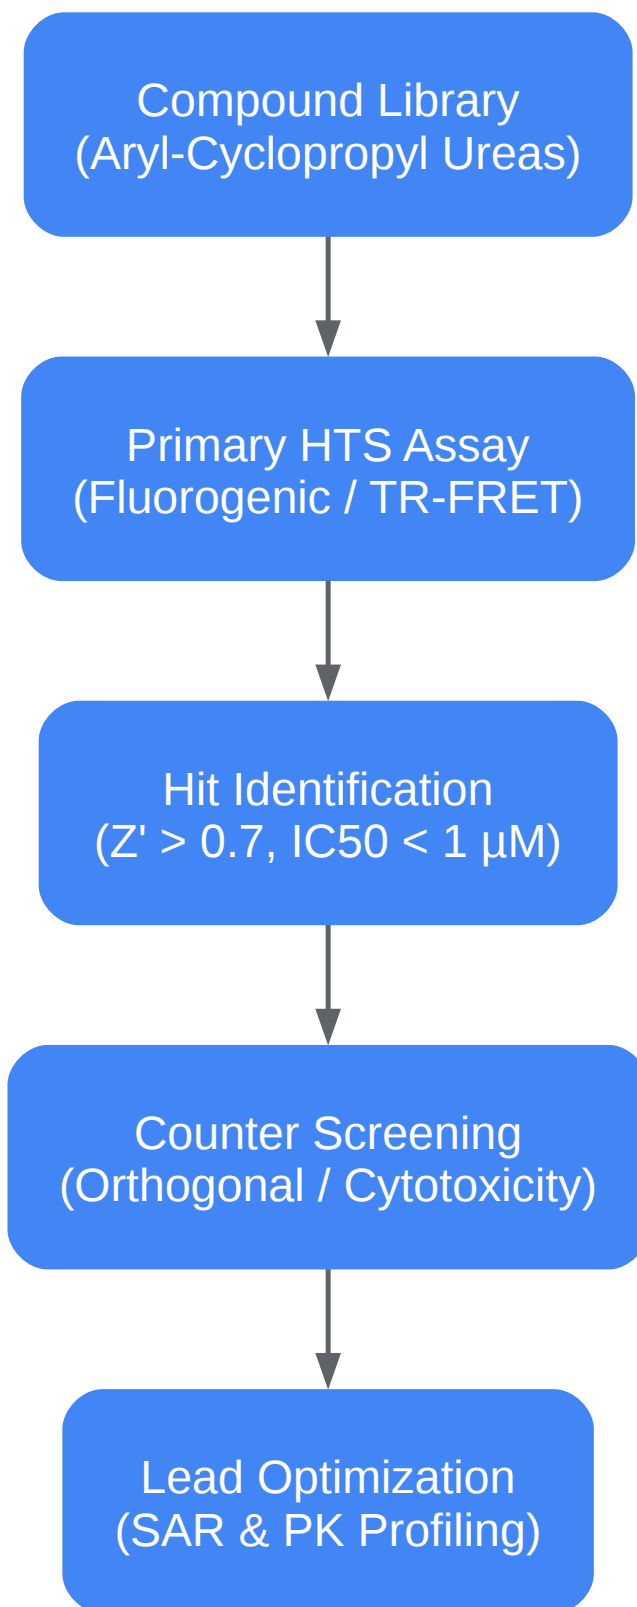 Compound Library
(Aryl-Cyclopropyl Ureas)
Primary HTS Assay
(Fluorogenic / TR-FRET)
Hit Identification
(Z' > 0.7, IC50 < 1 µM)
Counter Screening
(Orthogonal / Cytotoxicity)
Lead Optimization
(SAR & PK Profiling)